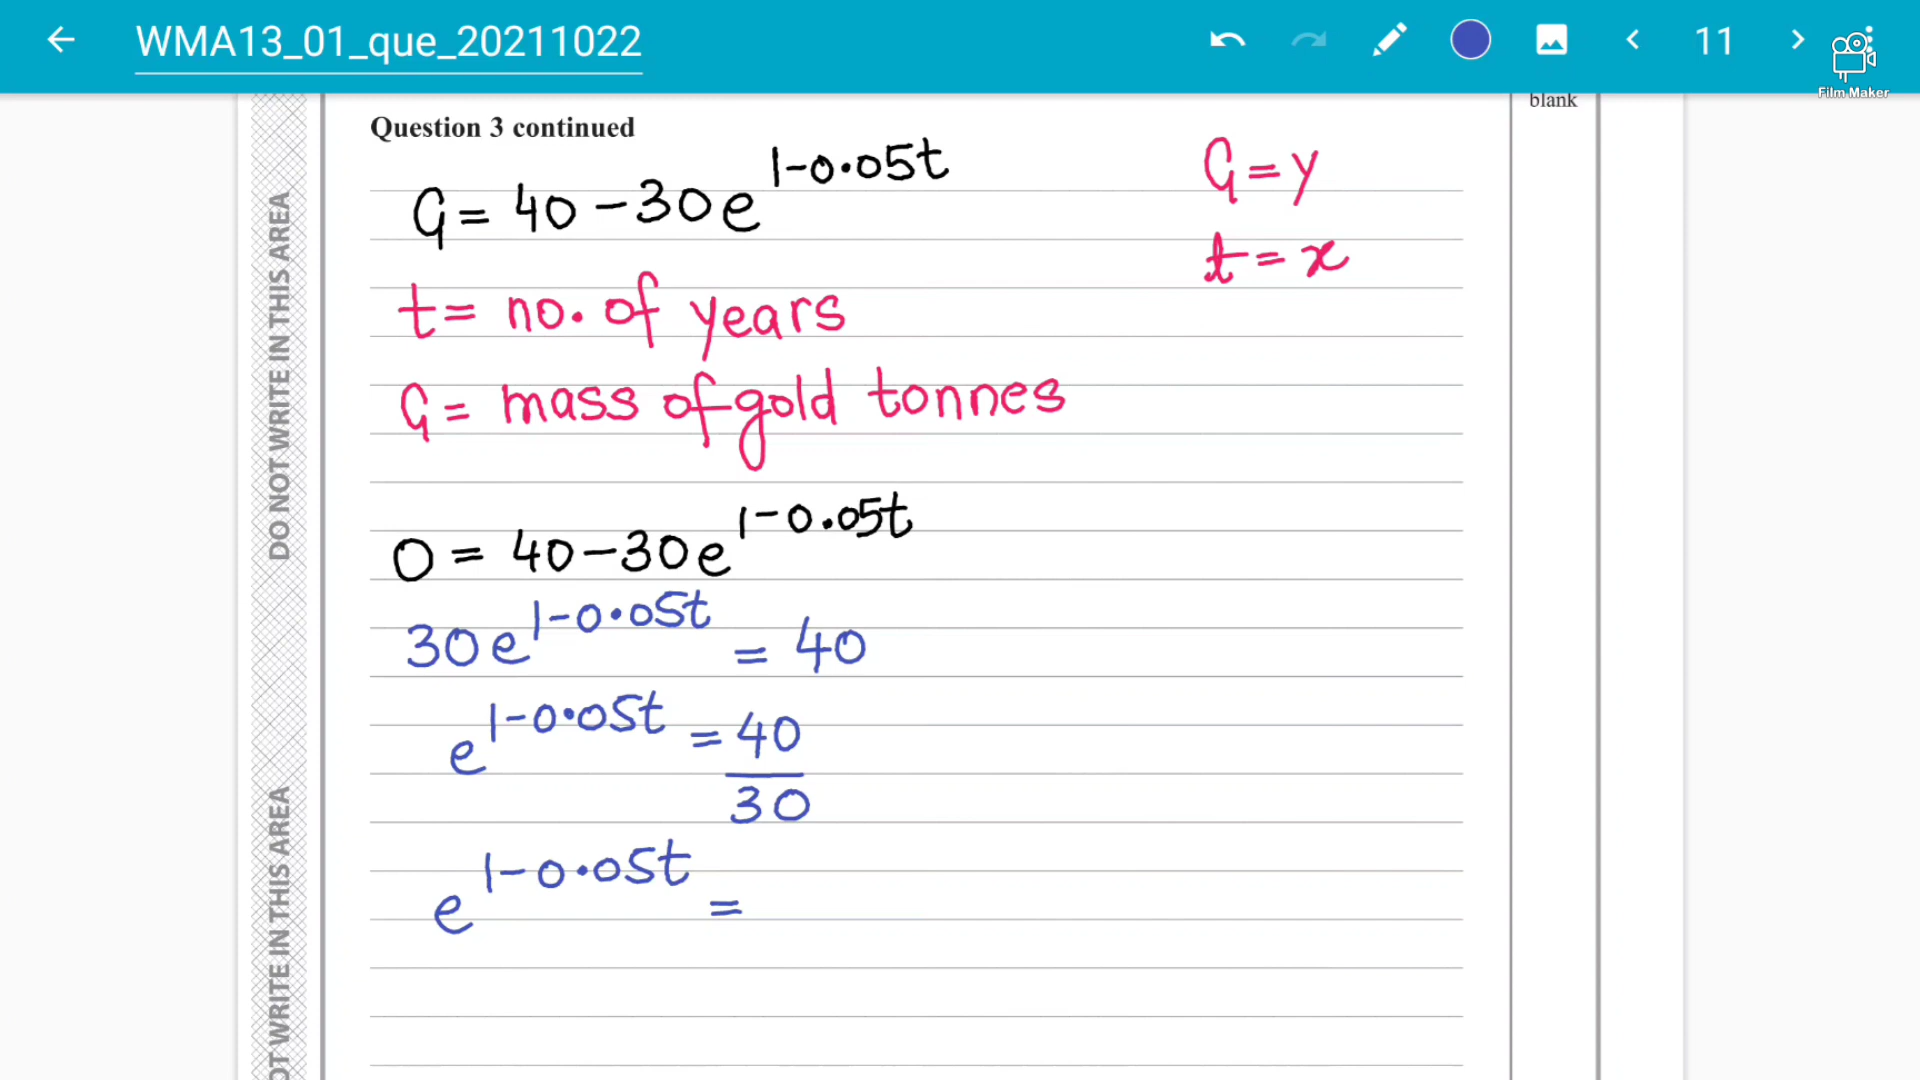 WMA13_01_que_20211022
11
Film Maker
blank
Question 3 continued
DO NOT WRITE IN THIS AREA
OT WRITE IN THIS AREA
G = 40 - 30e^{1-0.05t}
G = y
t = x
t = no. of years
G = mass of gold tonnes
0 = 40 - 30e^{1-0.05t}
30e^{1-0.05t} = 40
e^{1-0.05t} = 40/30
e^{1-0.05t} =